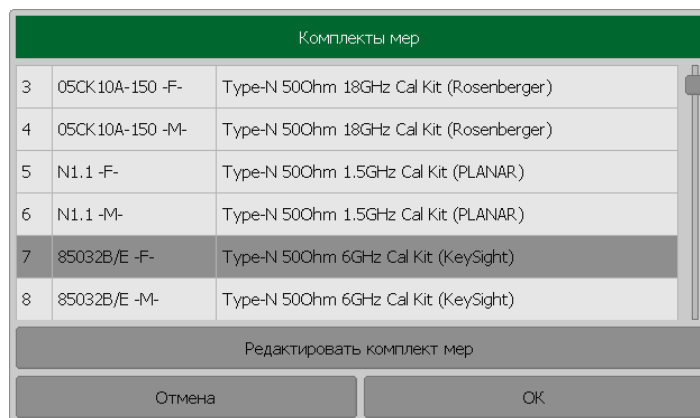 Комплекты мер
3 05CK10A-150 -F- Type-N 50Ohm 18GHz Cal Kit (Rosenberger)
4 05CK10A-150 -M- Type-N 50Ohm 18GHz Cal Kit (Rosenberger)
5 N1.1 -F- Type-N 50Ohm 1.5GHz Cal Kit (PLANAR)
6 N1.1 -M- Type-N 50Ohm 1.5GHz Cal Kit (PLANAR)
7 85032B/E -F- Type-N 50Ohm 6GHz Cal Kit (KeySight)
8 85032B/E -M- Type-N 50Ohm 6GHz Cal Kit (KeySight)
Редактировать комплект мер
Отмена OK